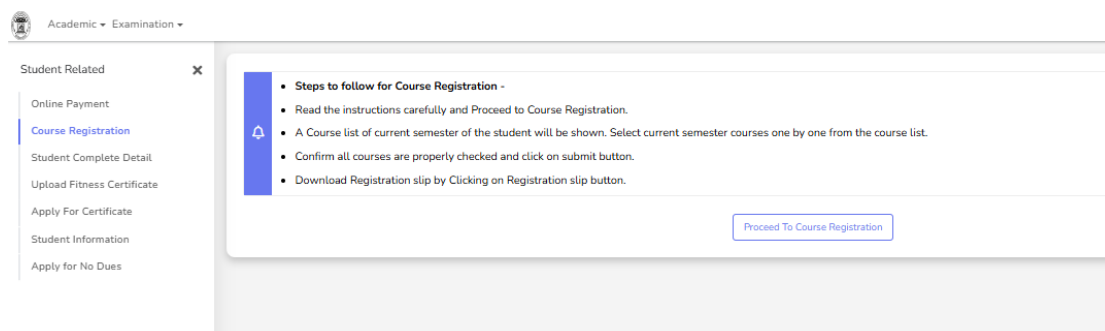 Academic Examination
Student Related
Online Payment
Course Registration
Student Complete Detail
Upload Fitness Certificate
Apply For Certificate
Student Information
Apply for No Dues
Steps to follow for Course Registration -
Read the instructions carefully and Proceed to Course Registration.
A Course list of current semester of the student will be shown. Select current semester courses one by one from the course list.
Confirm all courses are properly checked and click on submit button.
Download Registration slip by Clicking on Registration slip button.
Proceed To Course Registration